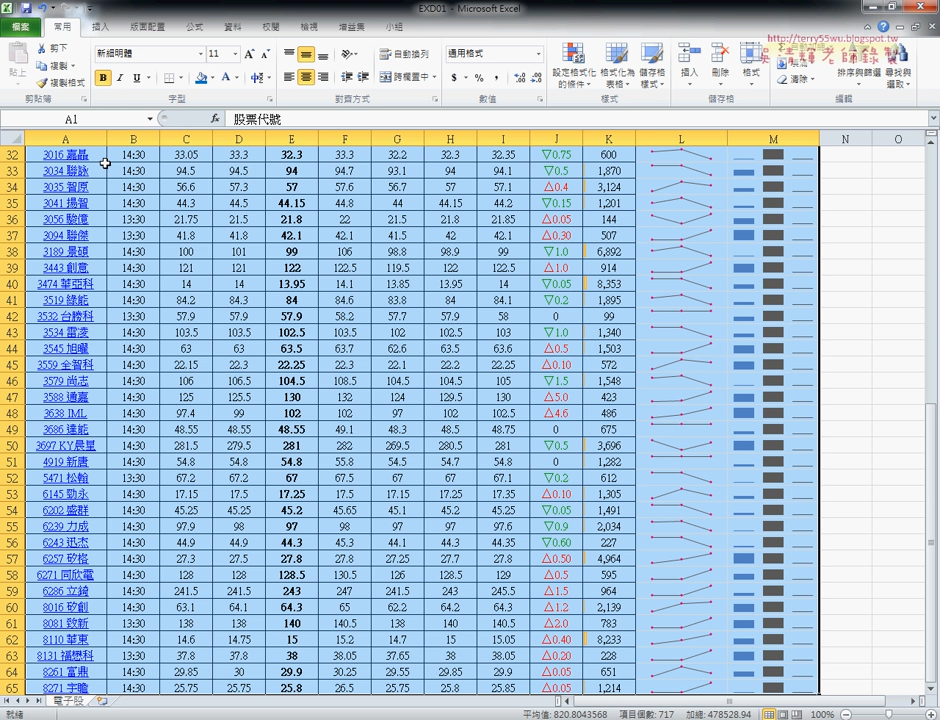 EXD01 - Microsoft Excel
檔案 常用 插入 版面配置 公式 資料 校閱 檢視 增益集 小組
http://terry55wu.blogspot.tw
吳清輝老師錄製
貼上 剪下 複製 複製格式 剪貼簿
新細明體 11 B I U 字型
自動換列 跨欄置中 對齊方式
通用格式 $ % , 數值
設定格式化的條件 格式化為表格 儲存格樣式 樣式
插入 刪除 格式 儲存格
填滿 清除 排序與篩選 尋找與選取 編輯
A1 fx 股票代號
A B C D E F G H I J K L M N O
32 3016 嘉晶 14:30 33.05 33.3 32.3 33.3 32.2 32.3 32.35 ▽0.75 600
33 3034 聯詠 14:30 94.5 94.5 94 94.7 93.1 94 94.1 ▽0.5 1,870
34 3035 智原 14:30 56.6 57.3 57 57.6 56.7 57 57.1 △0.4 3,124
35 3041 揚智 14:30 44.3 44.5 44.15 44.8 44 44.15 44.2 ▽0.15 1,201
36 3056 駿億 13:30 21.75 21.5 21.8 22 21.5 21.8 21.85 △0.05 144
37 3094 聯傑 13:30 41.8 41.8 42.1 42.1 41.5 42 42.1 △0.30 507
38 3189 景碩 14:30 100 101 99 106 98.8 98.9 99 ▽1.0 6,892
39 3443 創意 14:30 121 121 122 122.5 119.5 122 122.5 △1.0 914
40 3474 華亞科 14:30 14 14 13.95 14.1 13.85 13.95 14 ▽0.05 8,353
41 3519 綠能 14:30 84.2 84.3 84 84.6 83.8 84 84.1 ▽0.2 1,895
42 3532 台勝科 13:30 57.9 57.9 57.9 58.2 57.7 57.9 58 0 99
43 3534 雷凌 14:30 103.5 103.5 102.5 103.5 102 102.5 103 ▽1.0 1,340
44 3545 旭曜 14:30 63 63 63.5 63.7 62.6 63.5 63.6 △0.5 1,503
45 3559 全智科 14:30 22.15 22.3 22.25 22.3 22.1 22.2 22.25 △0.10 572
46 3579 尚志 14:30 106 106.5 104.5 108.5 104.5 104.5 105 ▽1.5 1,548
47 3588 通嘉 14:30 125 125.5 130 132 124 129.5 130 △5.0 423
48 3638 IML 14:30 97.4 99 102 102 97 102 102.5 △4.6 486
49 3686 達能 14:30 48.55 48.55 48.55 49.1 48.3 48.5 48.75 0 675
50 3697 KY晨星 14:30 281.5 279.5 281 282 269.5 280.5 281 ▽0.5 3,696
51 4919 新唐 14:30 54.8 54.8 54.8 55.8 54.5 54.7 54.8 0 1,282
52 5471 松翰 13:30 67.2 67.2 67 67.5 67 67 67.1 ▽0.2 612
53 6145 勁永 14:30 17.15 17.5 17.25 17.5 17.15 17.25 17.35 △0.10 1,305
54 6202 盛群 14:30 45.25 45.25 45.2 45.65 45.1 45.2 45.25 ▽0.05 1,491
55 6239 力成 14:30 97.9 98 97 98 97 97 97.6 ▽0.9 2,034
56 6243 迅杰 14:30 44.9 44.9 44.3 45.3 44.1 44.3 44.35 ▽0.60 227
57 6257 矽格 14:30 27.3 27.5 27.8 27.8 27.25 27.7 27.8 △0.50 4,964
58 6271 同欣電 14:30 128 128 128.5 130.5 126 128.5 129 △0.5 595
59 6286 立錡 14:30 241.5 241.5 243 247 241.5 243 245.5 △1.5 964
60 8016 矽創 14:30 63.1 64.1 64.3 65 62.2 64.2 64.3 △1.2 2,139
61 8081 致新 13:30 138 138 140 140.5 138 140 140.5 △2.0 783
62 8110 華東 14:30 14.6 14.75 15 15.2 14.7 15 15.05 △0.40 8,233
63 8131 福懋科 13:30 37.8 37.8 38 38.05 37.65 38 38.05 △0.20 228
64 8261 富鼎 14:30 29.85 30 29.9 30.25 29.55 29.85 29.9 △0.05 651
65 8271 宇瞻 14:30 25.75 25.75 25.8 26.5 25.75 25.8 25.85 △0.05 1,214
電子股
就緒 平均值: 820.8043568 項目個數: 717 加總: 478528.94 100%